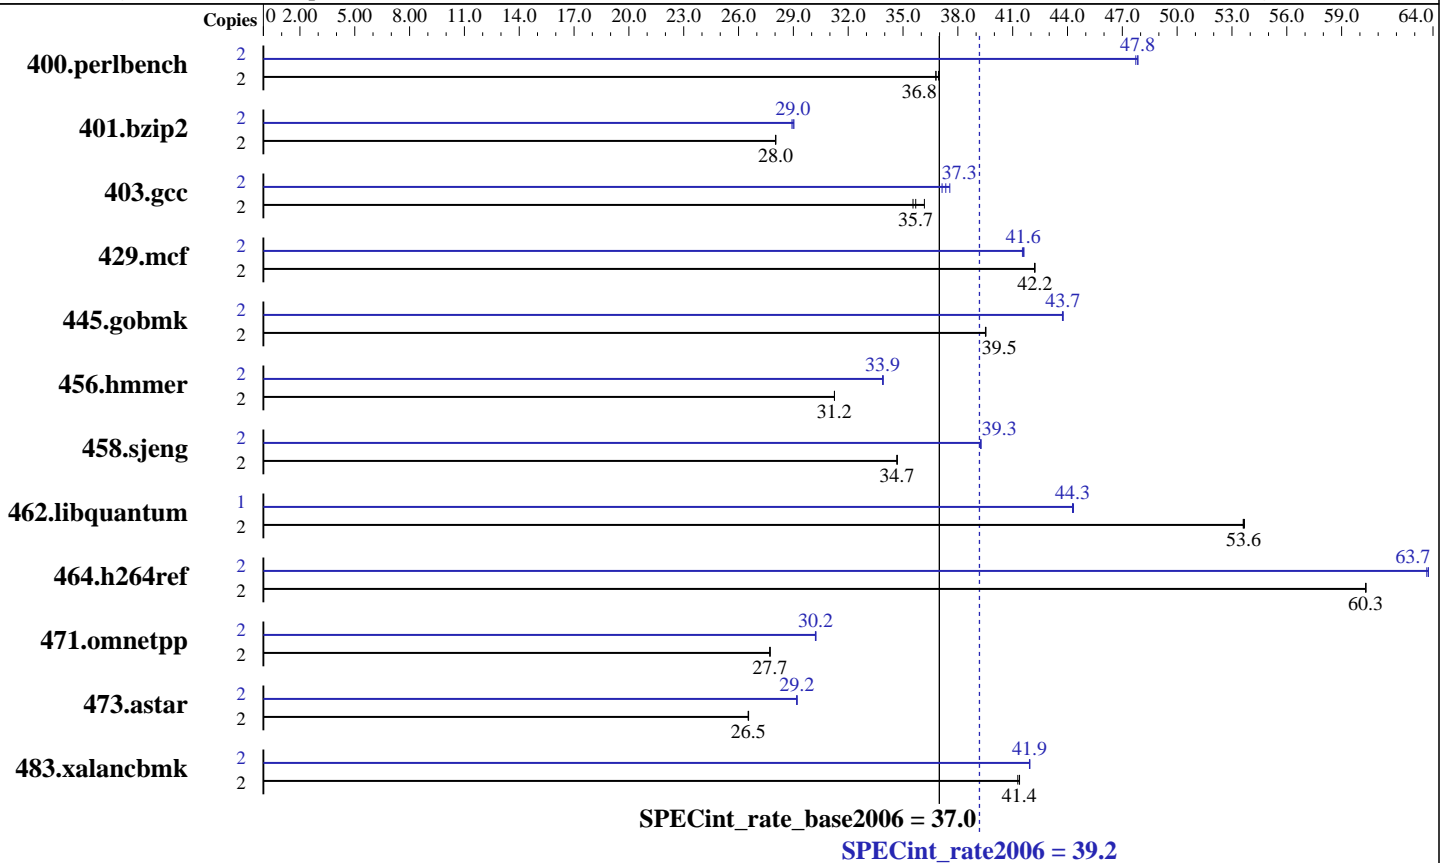 Copies 0 2.00 5.00 8.00 11.0 14.0 17.0 20.0 23.0 26.0 29.0 32.0 35.0 38.0 41.0 44.0 47.0 50.0 53.0 56.0 59.0 64.0
400.perlbench 2 47.8
2 36.8
401.bzip2 2 29.0
2 28.0
403.gcc 2 37.3
2 35.7
429.mcf 2 41.6
2 42.2
445.gobmk 2 43.7
2 39.5
456.hmmer 2 33.9
2 31.2
458.sjeng 2 39.3
2 34.7
462.libquantum 1 44.3
2 53.6
464.h264ref 2 63.7
2 60.3
471.omnetpp 2 30.2
2 27.7
473.astar 2 29.2
2 26.5
483.xalancbmk 2 41.9
2 41.4
SPECint_rate_base2006 = 37.0
SPECint_rate2006 = 39.2